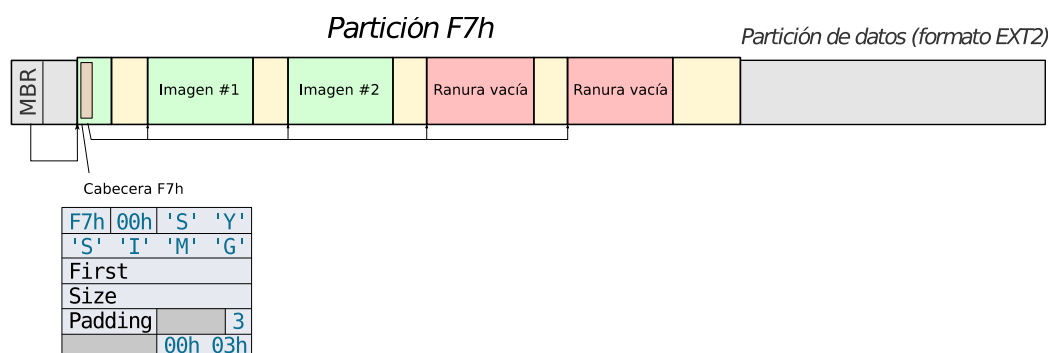 Partición F7h
Partición de datos (formato EXT2)
MBR
Imagen #1
Imagen #2
Ranura vacía
Ranura vacía
Cabecera F7h
F7h 00h 'S' 'Y'
'S' 'I' 'M' 'G'
First
Size
Padding 3
00h 03h